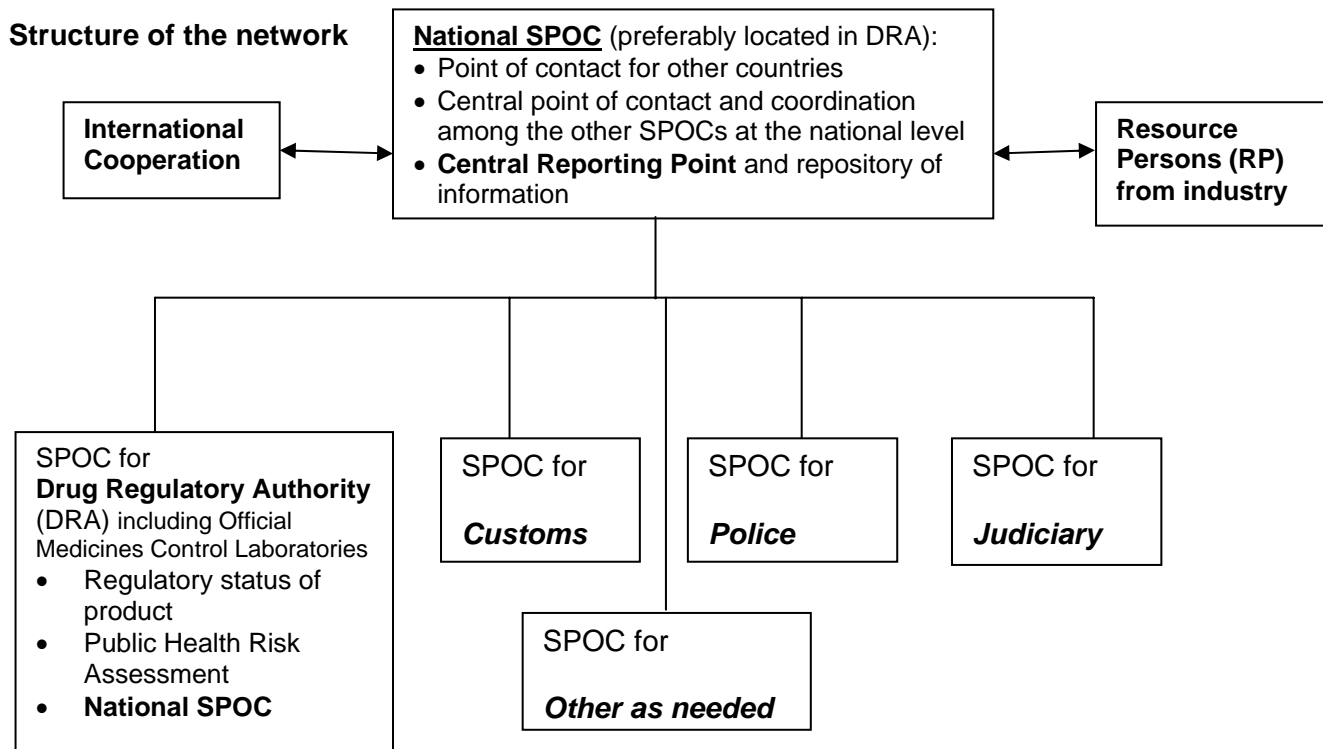 Structure of the network
National SPOC (preferably located in DRA):
• Point of contact for other countries
• Central point of contact and coordination
among the other SPOCs at the national level
• Central Reporting Point and repository of
information
International
Cooperation
Resource
Persons (RP)
from industry
SPOC for
Drug Regulatory Authority
(DRA) including Official
Medicines Control Laboratories
• Regulatory status of
product
• Public Health Risk
Assessment
• National SPOC
SPOC for
Customs
SPOC for
Police
SPOC for
Judiciary
SPOC for
Other as needed